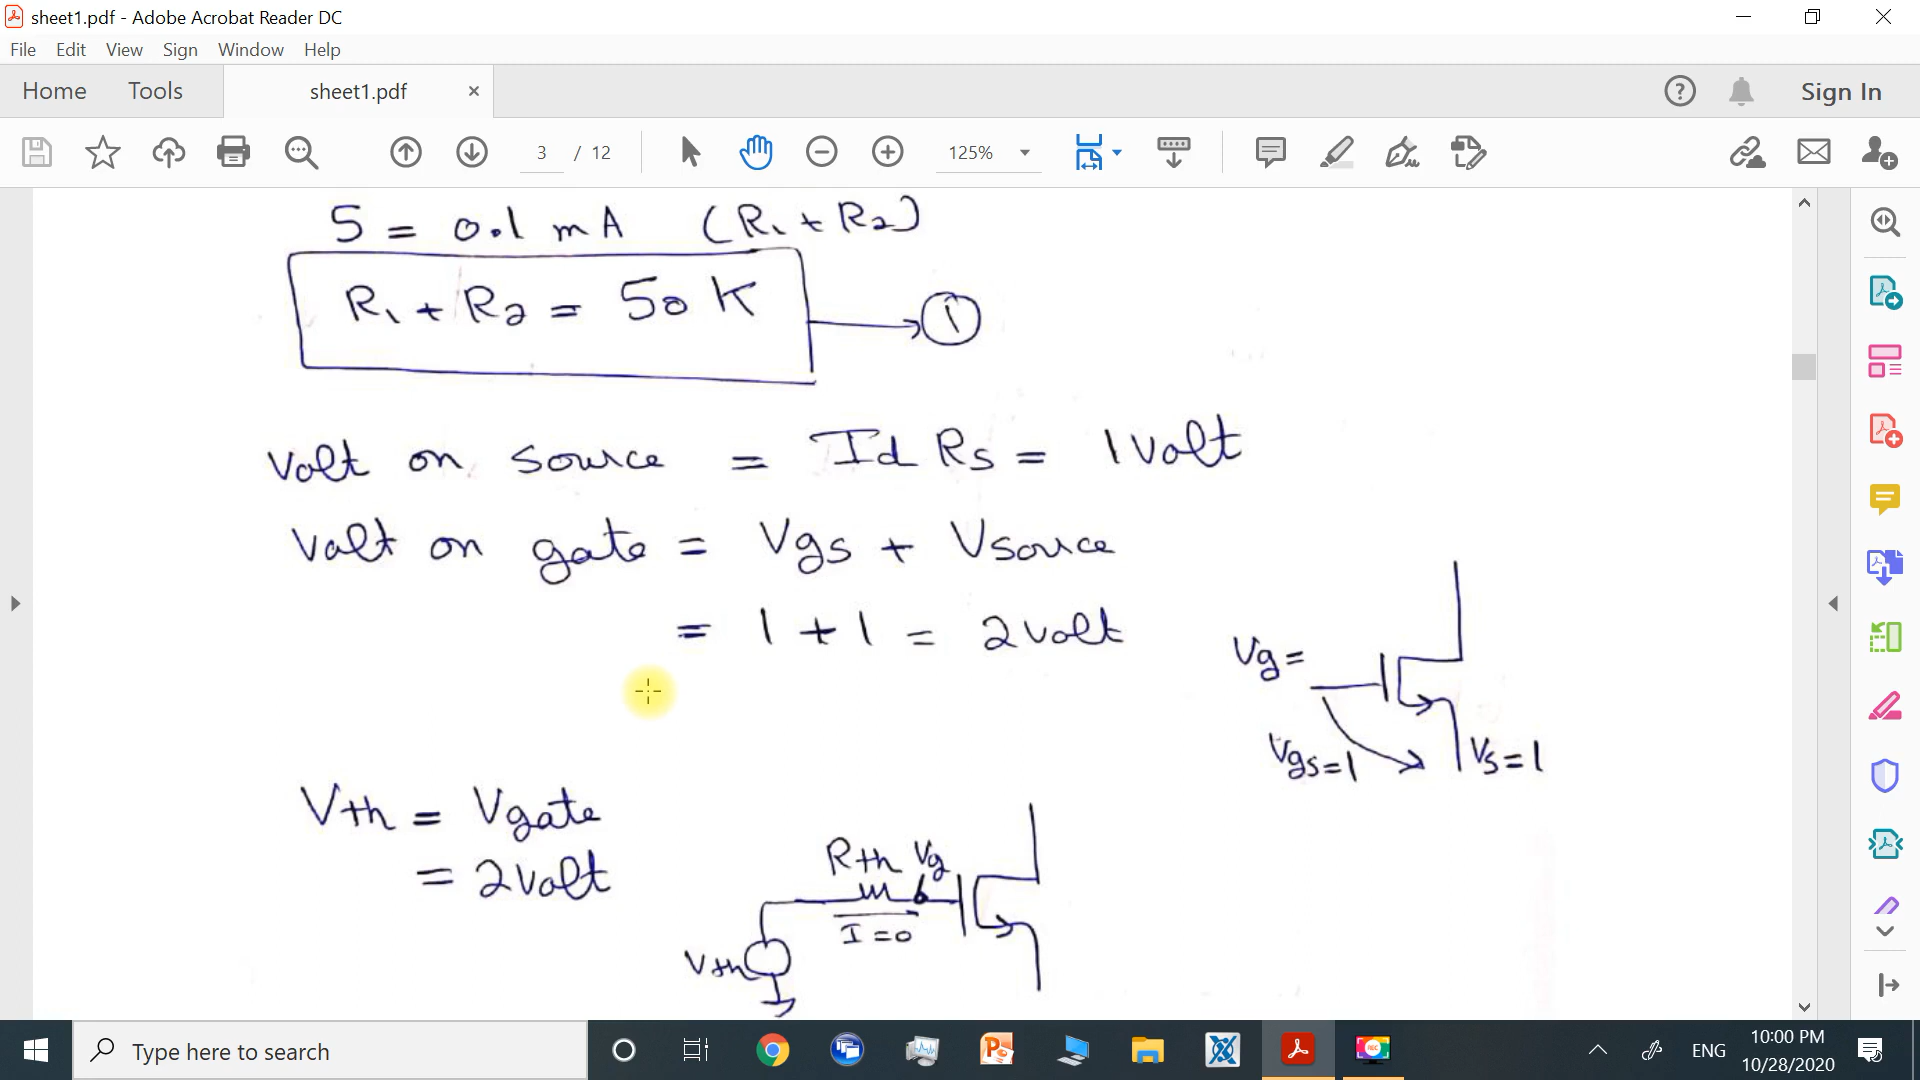 sheet1.pdf - Adobe Acrobat Reader DC
File Edit View Sign Window Help
Home Tools sheet1.pdf × Sign In
3 / 12 125%
5 = 0.1 mA (R1 + R2)
R1 + R2 = 50 K → 1
Volt on source = Id Rs = 1 Volt
Volt on gate = Vgs + Vsource
= 1 + 1 = 2 Volt
Vg =
Vgs = 1 Vs = 1
Vth = Vgate
= 2 Volt
Rth Vg
I = 0
Vth
Type here to search
ENG
10:00 PM
10/28/2020